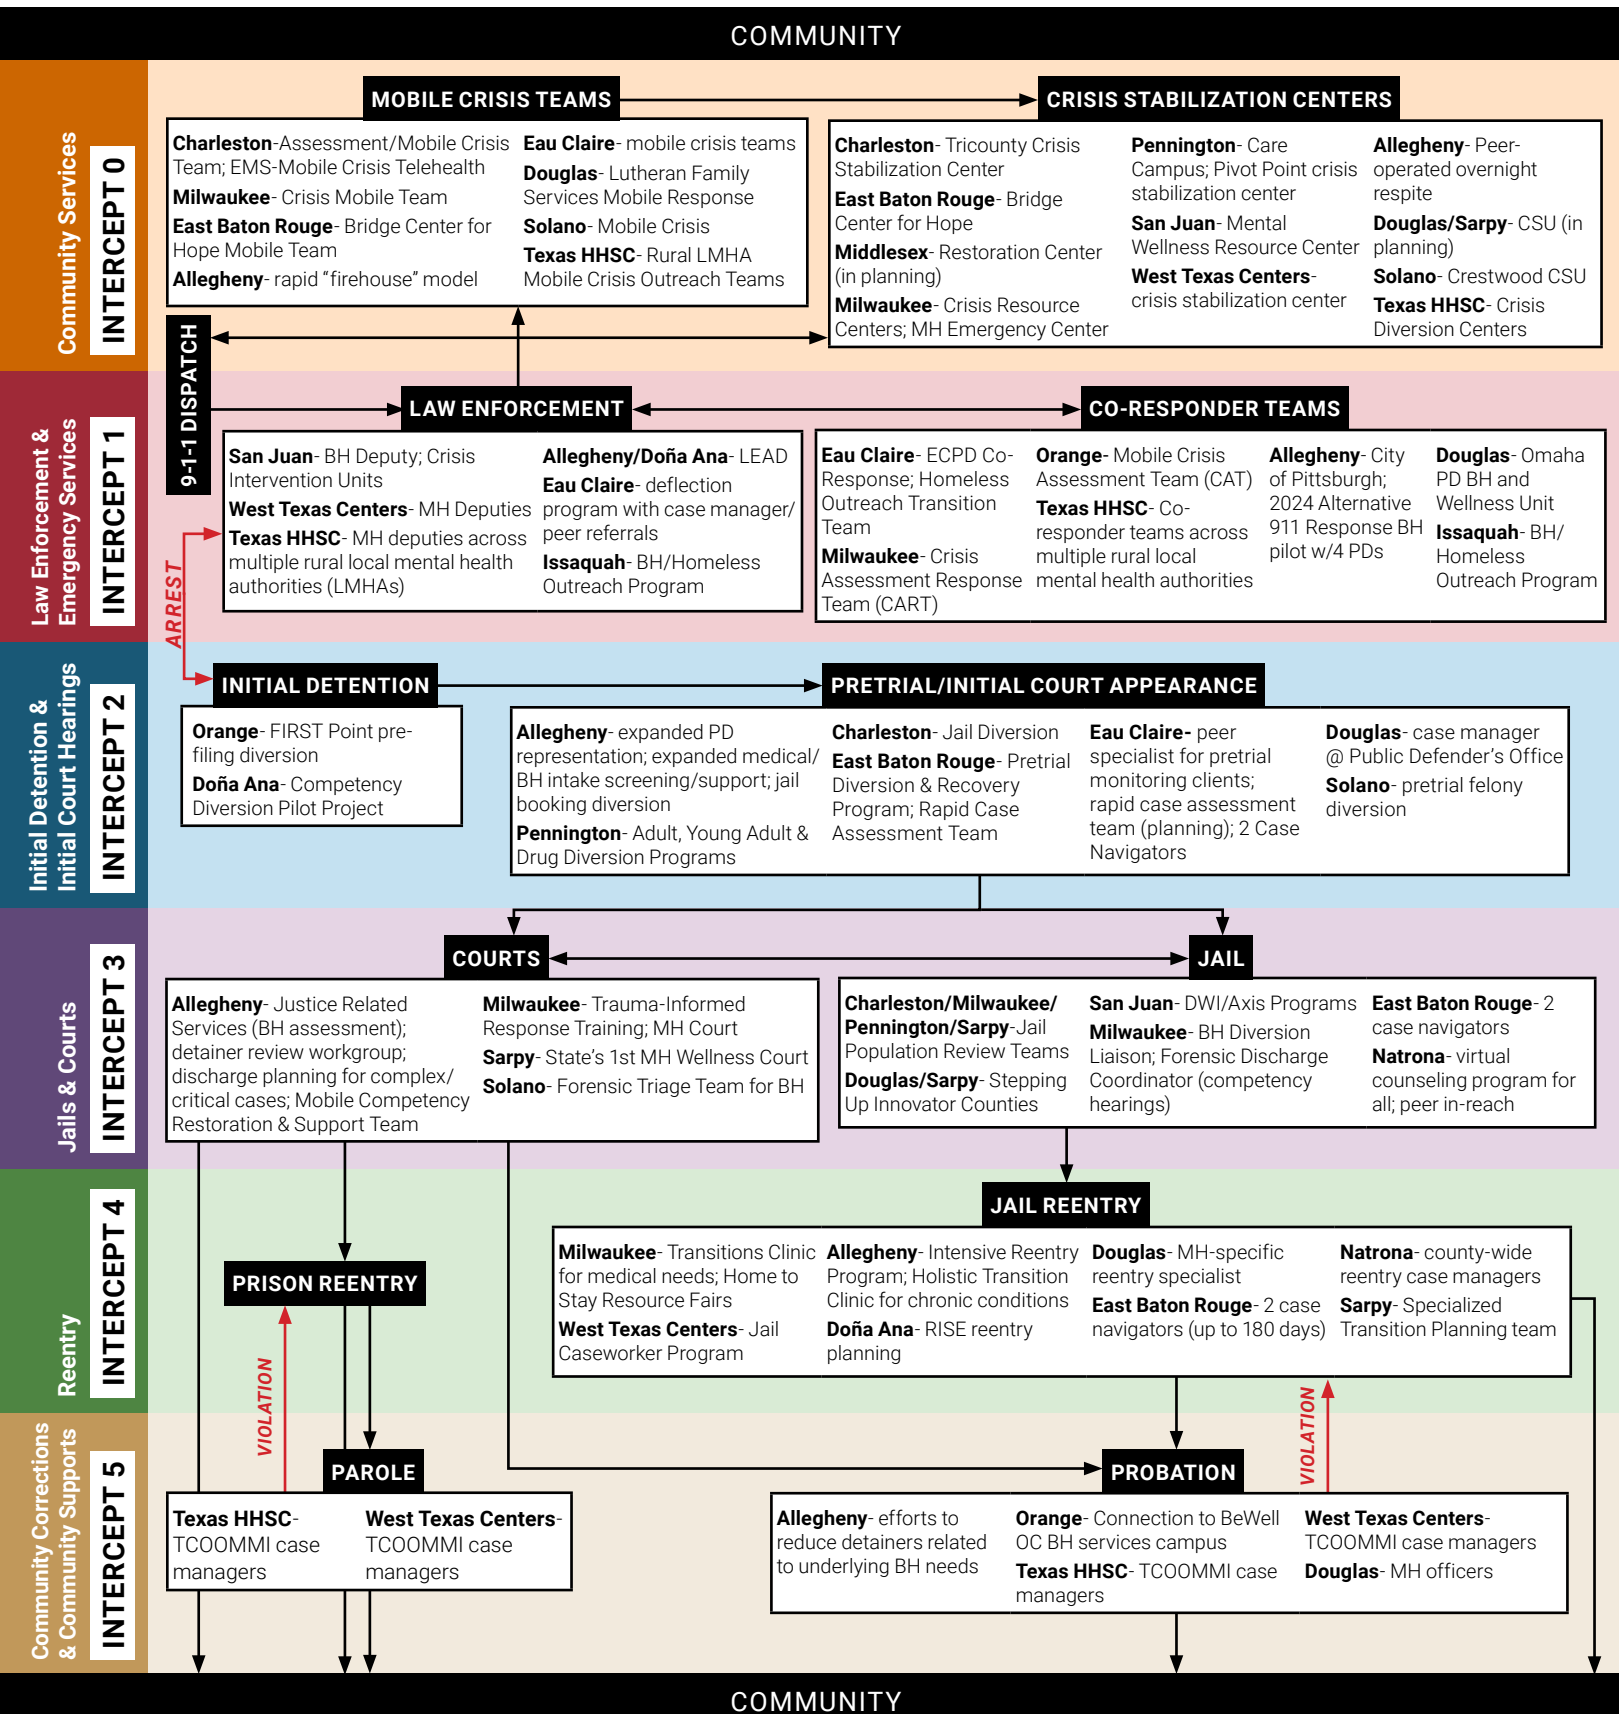 COMMUNITY
Community Services
INTERCEPT 0
MOBILE CRISIS TEAMS
Charleston-Assessment/Mobile Crisis
Team; EMS-Mobile Crisis Telehealth
Milwaukee- Crisis Mobile Team
East Baton Rouge- Bridge Center for
Hope Mobile Team
Allegheny- rapid “firehouse” model
Eau Claire- mobile crisis teams
Douglas- Lutheran Family
Services Mobile Response
Solano- Mobile Crisis
Texas HHSC- Rural LMHA
Mobile Crisis Outreach Teams
CRISIS STABILIZATION CENTERS
Charleston- Tricounty Crisis
Stabilization Center
East Baton Rouge- Bridge
Center for Hope
Middlesex- Restoration Center
(in planning)
Milwaukee- Crisis Resource
Centers; MH Emergency Center
Pennington- Care
Campus; Pivot Point crisis
stabilization center
San Juan- Mental
Wellness Resource Center
West Texas Centers-
crisis stabilization center
Allegheny- Peer-
operated overnight
respite
Douglas/Sarpy- CSU (in
planning)
Solano- Crestwood CSU
Texas HHSC- Crisis
Diversion Centers
9-1-1 DISPATCH
Law Enforcement &
Emergency Services
INTERCEPT 1
LAW ENFORCEMENT
San Juan- BH Deputy; Crisis
Intervention Units
West Texas Centers- MH Deputies
Texas HHSC- MH deputies across
multiple rural local mental health
authorities (LMHAs)
Allegheny/Doña Ana- LEAD
Eau Claire- deflection
program with case manager/
peer referrals
Issaquah- BH/Homeless
Outreach Program
CO-RESPONDER TEAMS
Eau Claire- ECPD Co-
Response; Homeless
Outreach Transition
Team
Milwaukee- Crisis
Assessment Response
Team (CART)
Orange- Mobile Crisis
Assessment Team (CAT)
Texas HHSC- Co-
responder teams across
multiple rural local
mental health authorities
Allegheny- City
of Pittsburgh;
2024 Alternative
911 Response BH
pilot w/4 PDs
Douglas- Omaha
PD BH and
Wellness Unit
Issaquah- BH/
Homeless
Outreach Program
ARREST
Initial Detention &
Initial Court Hearings
INTERCEPT 2
INITIAL DETENTION
Orange- FIRST Point pre-
filing diversion
Doña Ana- Competency
Diversion Pilot Project
PRETRIAL/INITIAL COURT APPEARANCE
Allegheny- expanded PD
representation; expanded medical/
BH intake screening/support; jail
booking diversion
Pennington- Adult, Young Adult &
Drug Diversion Programs
Charleston- Jail Diversion
East Baton Rouge- Pretrial
Diversion & Recovery
Program; Rapid Case
Assessment Team
Eau Claire- peer
specialist for pretrial
monitoring clients;
rapid case assessment
team (planning); 2 Case
Navigators
Douglas- case manager
@ Public Defender’s Office
Solano- pretrial felony
diversion
Jails & Courts
INTERCEPT 3
COURTS
Allegheny- Justice Related
Services (BH assessment);
detainer review workgroup;
discharge planning for complex/
critical cases; Mobile Competency
Restoration & Support Team
Milwaukee- Trauma-Informed
Response Training; MH Court
Sarpy- State’s 1st MH Wellness Court
Solano- Forensic Triage Team for BH
JAIL
Charleston/Milwaukee/
Pennington/Sarpy-Jail
Population Review Teams
Douglas/Sarpy- Stepping
Up Innovator Counties
San Juan- DWI/Axis Programs
Milwaukee- BH Diversion
Liaison; Forensic Discharge
Coordinator (competency
hearings)
East Baton Rouge- 2
case navigators
Natrona- virtual
counseling program for
all; peer in-reach
Reentry
INTERCEPT 4
PRISON REENTRY
JAIL REENTRY
Milwaukee- Transitions Clinic
for medical needs; Home to
Stay Resource Fairs
West Texas Centers- Jail
Caseworker Program
Allegheny- Intensive Reentry
Program; Holistic Transition
Clinic for chronic conditions
Doña Ana- RISE reentry
planning
Douglas- MH-specific
reentry specialist
East Baton Rouge- 2 case
navigators (up to 180 days)
Natrona- county-wide
reentry case managers
Sarpy- Specialized
Transition Planning team
VIOLATION
VIOLATION
Community Corrections
& Community Supports
INTERCEPT 5
PAROLE
Texas HHSC-
TCOOMMI case
managers
West Texas Centers-
TCOOMMI case
managers
PROBATION
Allegheny- efforts to
reduce detainers related
to underlying BH needs
Orange- Connection to BeWell
OC BH services campus
Texas HHSC- TCOOMMI case
managers
West Texas Centers-
TCOOMMI case managers
Douglas- MH officers
COMMUNITY